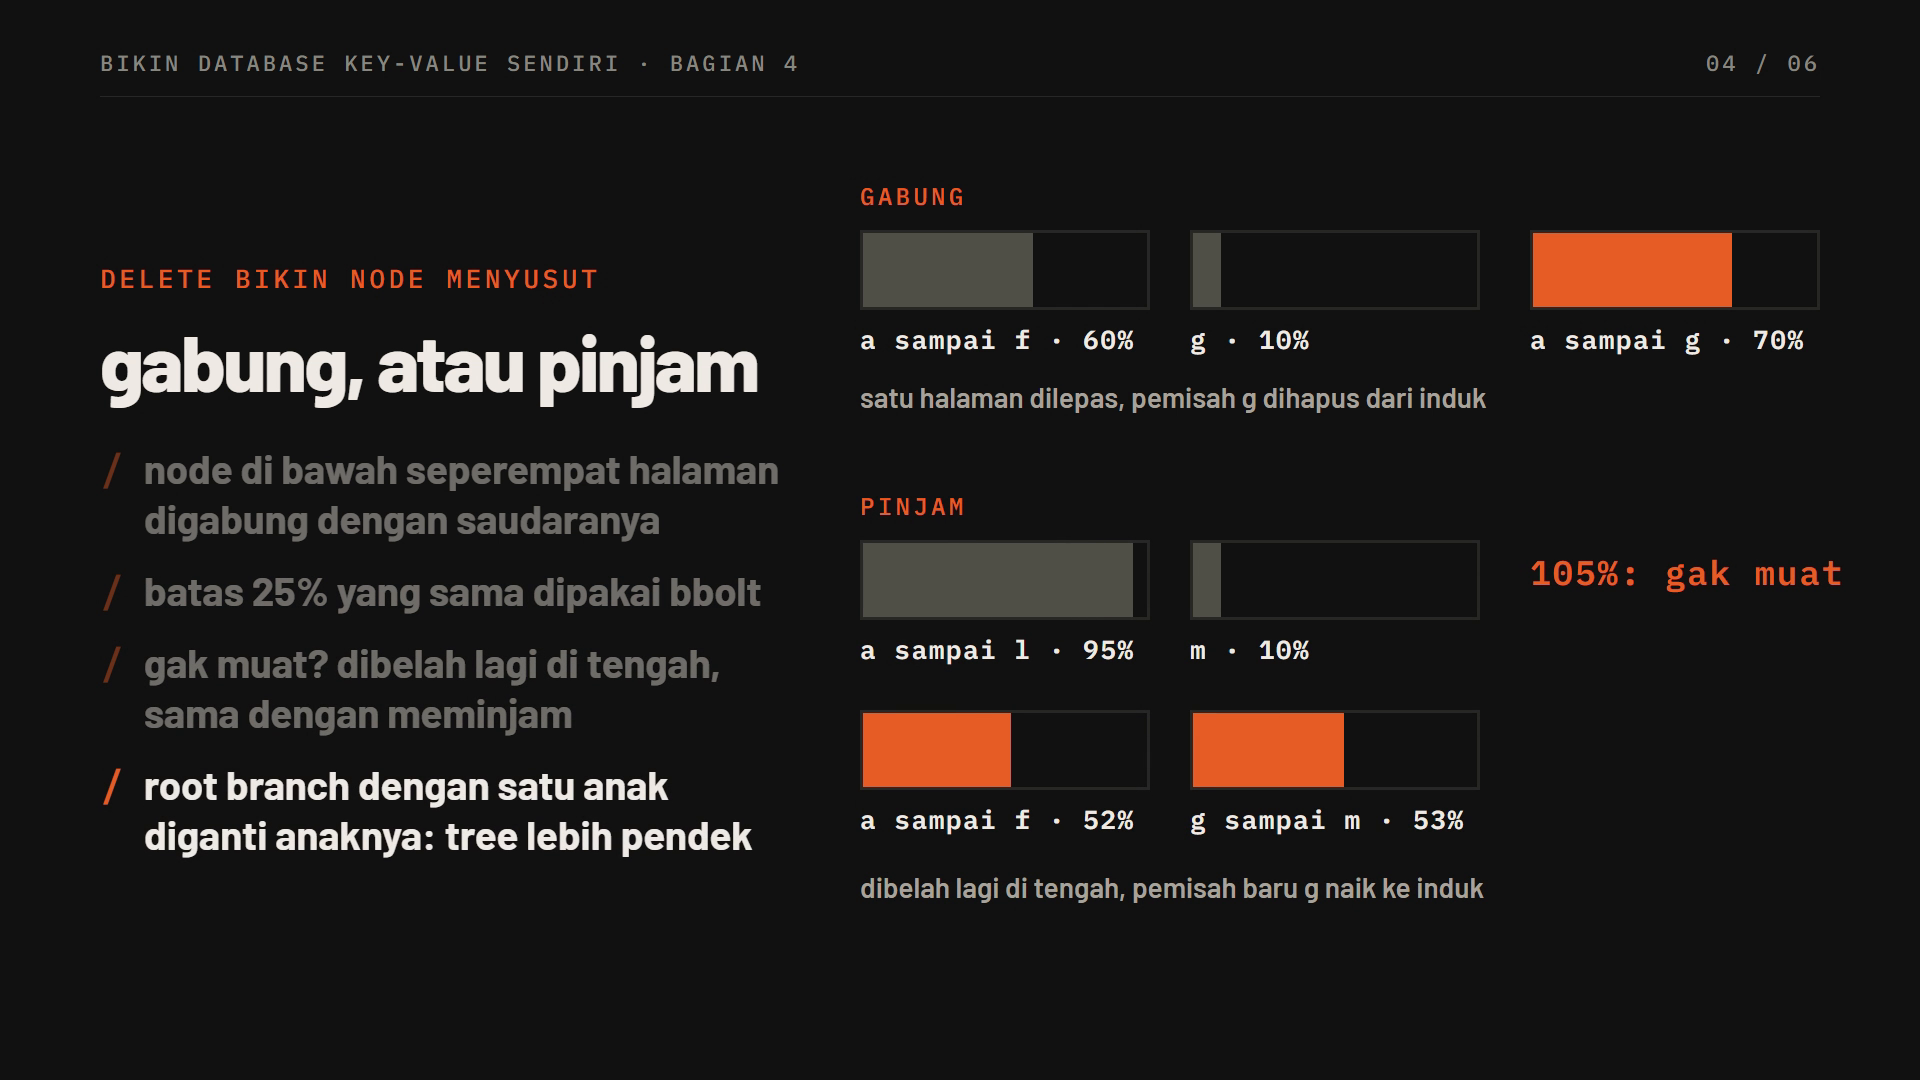 BIKIN DATABASE KEY-VALUE SENDIRI · BAGIAN 4
04 / 06
DELETE BIKIN NODE MENYUSUT
gabung, atau pinjam
/ node di bawah seperempat halaman
digabung dengan saudaranya
/ batas 25% yang sama dipakai bbolt
/ gak muat? dibelah lagi di tengah,
sama dengan meminjam
/ root branch dengan satu anak
diganti anaknya: tree lebih pendek
GABUNG
a sampai f · 60%
g · 10%
a sampai g · 70%
satu halaman dilepas, pemisah g dihapus dari induk
PINJAM
105%: gak muat
a sampai l · 95%
m · 10%
a sampai f · 52%
g sampai m · 53%
dibelah lagi di tengah, pemisah baru g naik ke induk